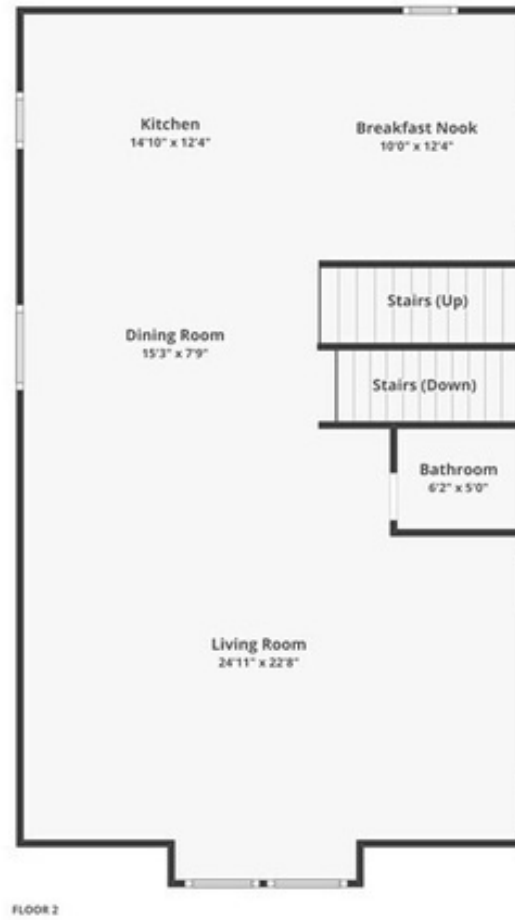 Kitchen
14'10" x 12'4"
Breakfast Nook
10'0" x 12'4"
Stairs (Up)
Dining Room
15'3" x 7'9"
Stairs (Down)
Bathroom
6'2" x 5'0"
Living Room
24'11" x 22'8"
FLOOR 2